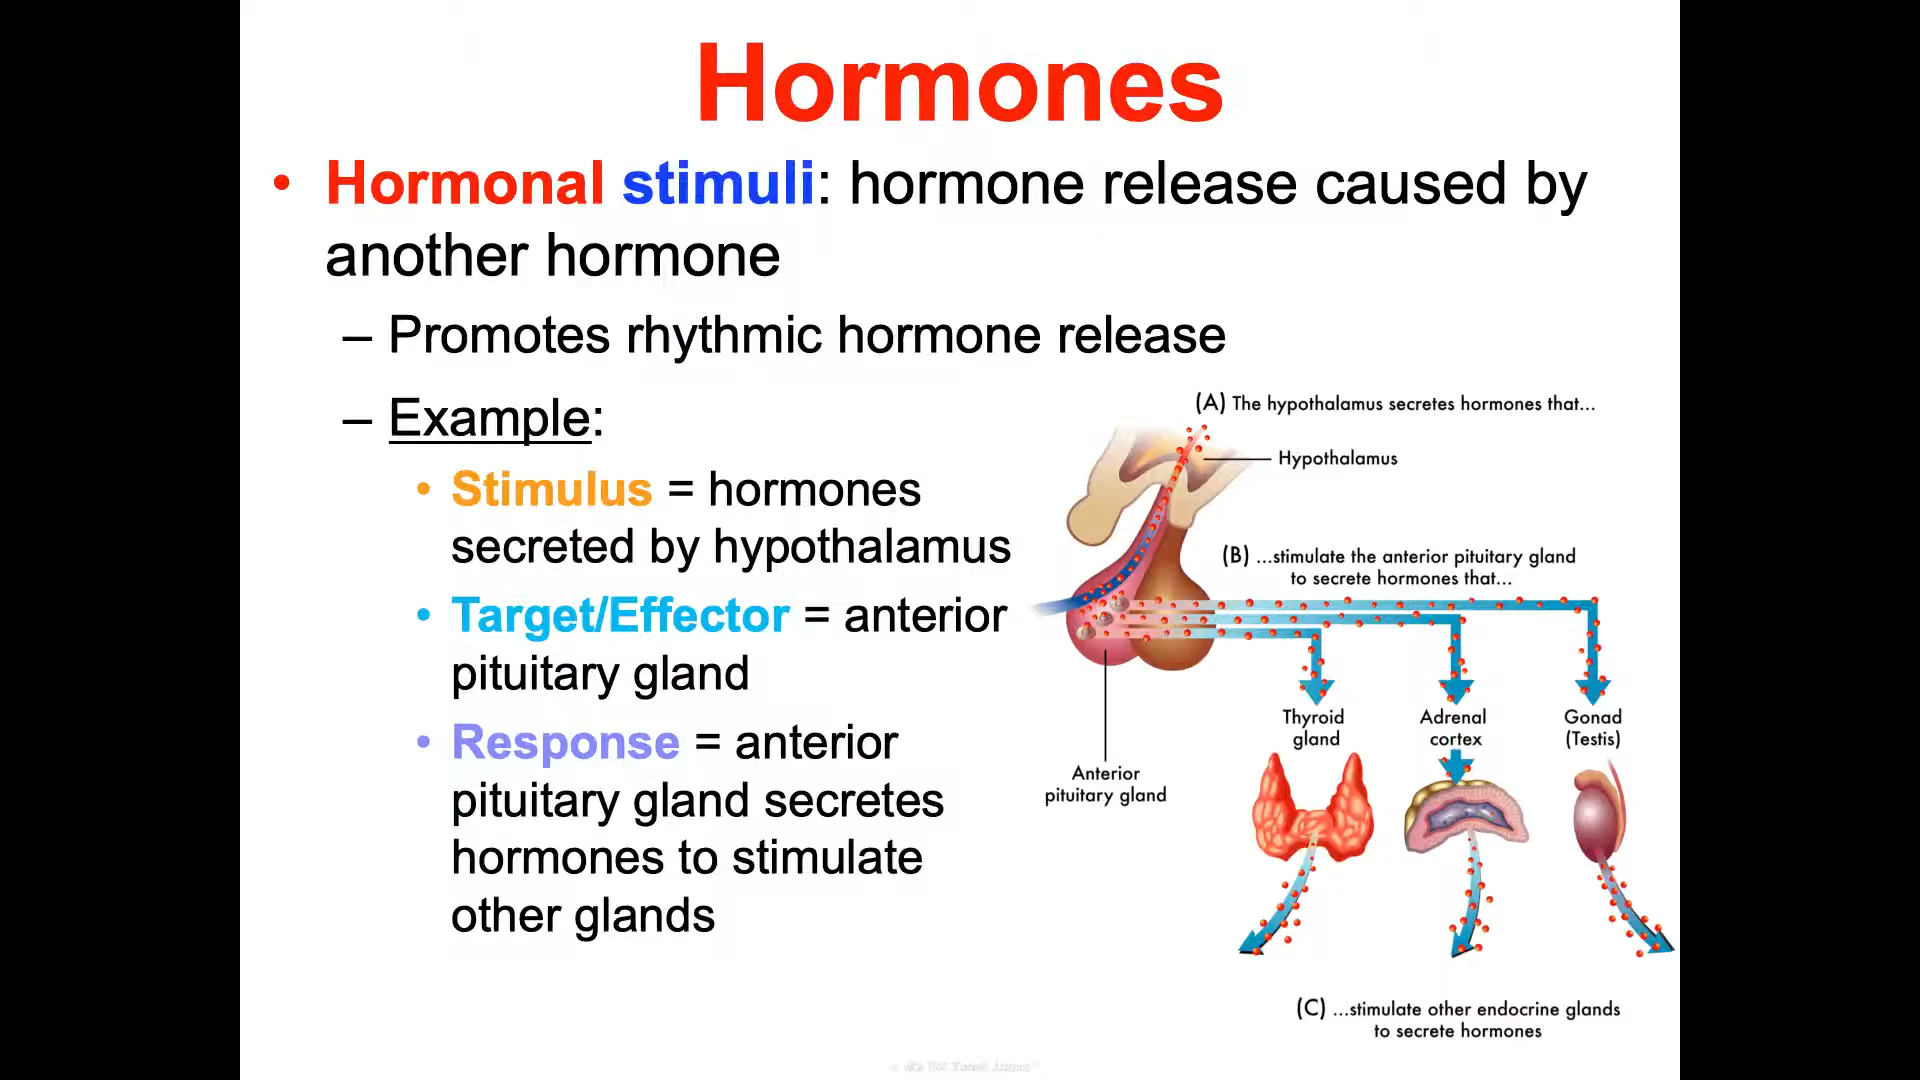 Hormones
• Hormonal stimuli: hormone release caused by
another hormone
– Promotes rhythmic hormone release
– Example:
• Stimulus = hormones
secreted by hypothalamus
• Target/Effector = anterior
pituitary gland
• Response = anterior
pituitary gland secretes
hormones to stimulate
other glands
(A) The hypothalamus secretes hormones that...
Hypothalamus
(B) ...stimulate the anterior pituitary gland
to secrete hormones that...
Thyroid
gland
Adrenal
cortex
Gonad
(Testis)
Anterior
pituitary gland
(C) ...stimulate other endocrine glands
to secrete hormones